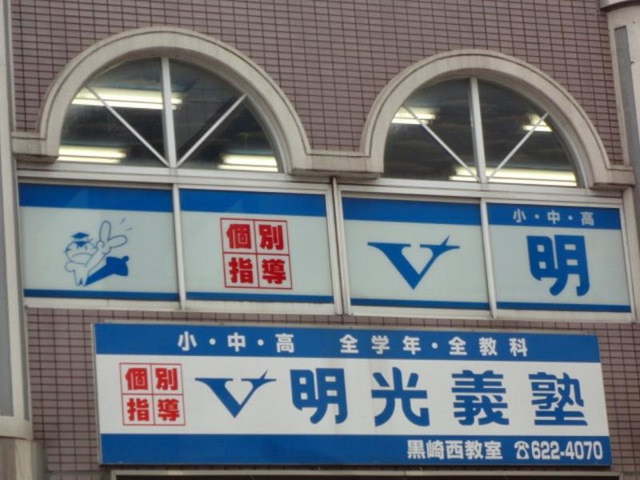 小・中・高
個別
指導
明
小・中・高 全学年・全教科
個別
指導
明光義塾
黒崎西教室 ☎622-4070